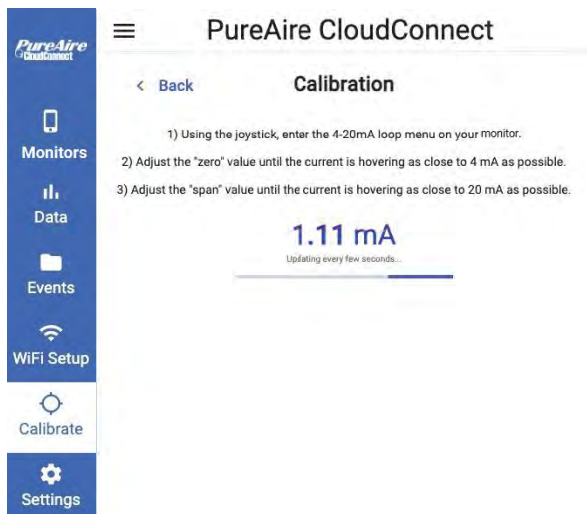 PureAire
CloudConnect
PureAire CloudConnect
Back
Calibration
1) Using the joystick, enter the 4-20mA loop menu on your monitor.
2) Adjust the "zero" value until the current is hovering as close to 4 mA as possible.
3) Adjust the "span" value until the current is hovering as close to 20 mA as possible.
1.11 mA
Updating every few seconds...
Monitors
Data
Events
WiFi Setup
Calibrate
Settings